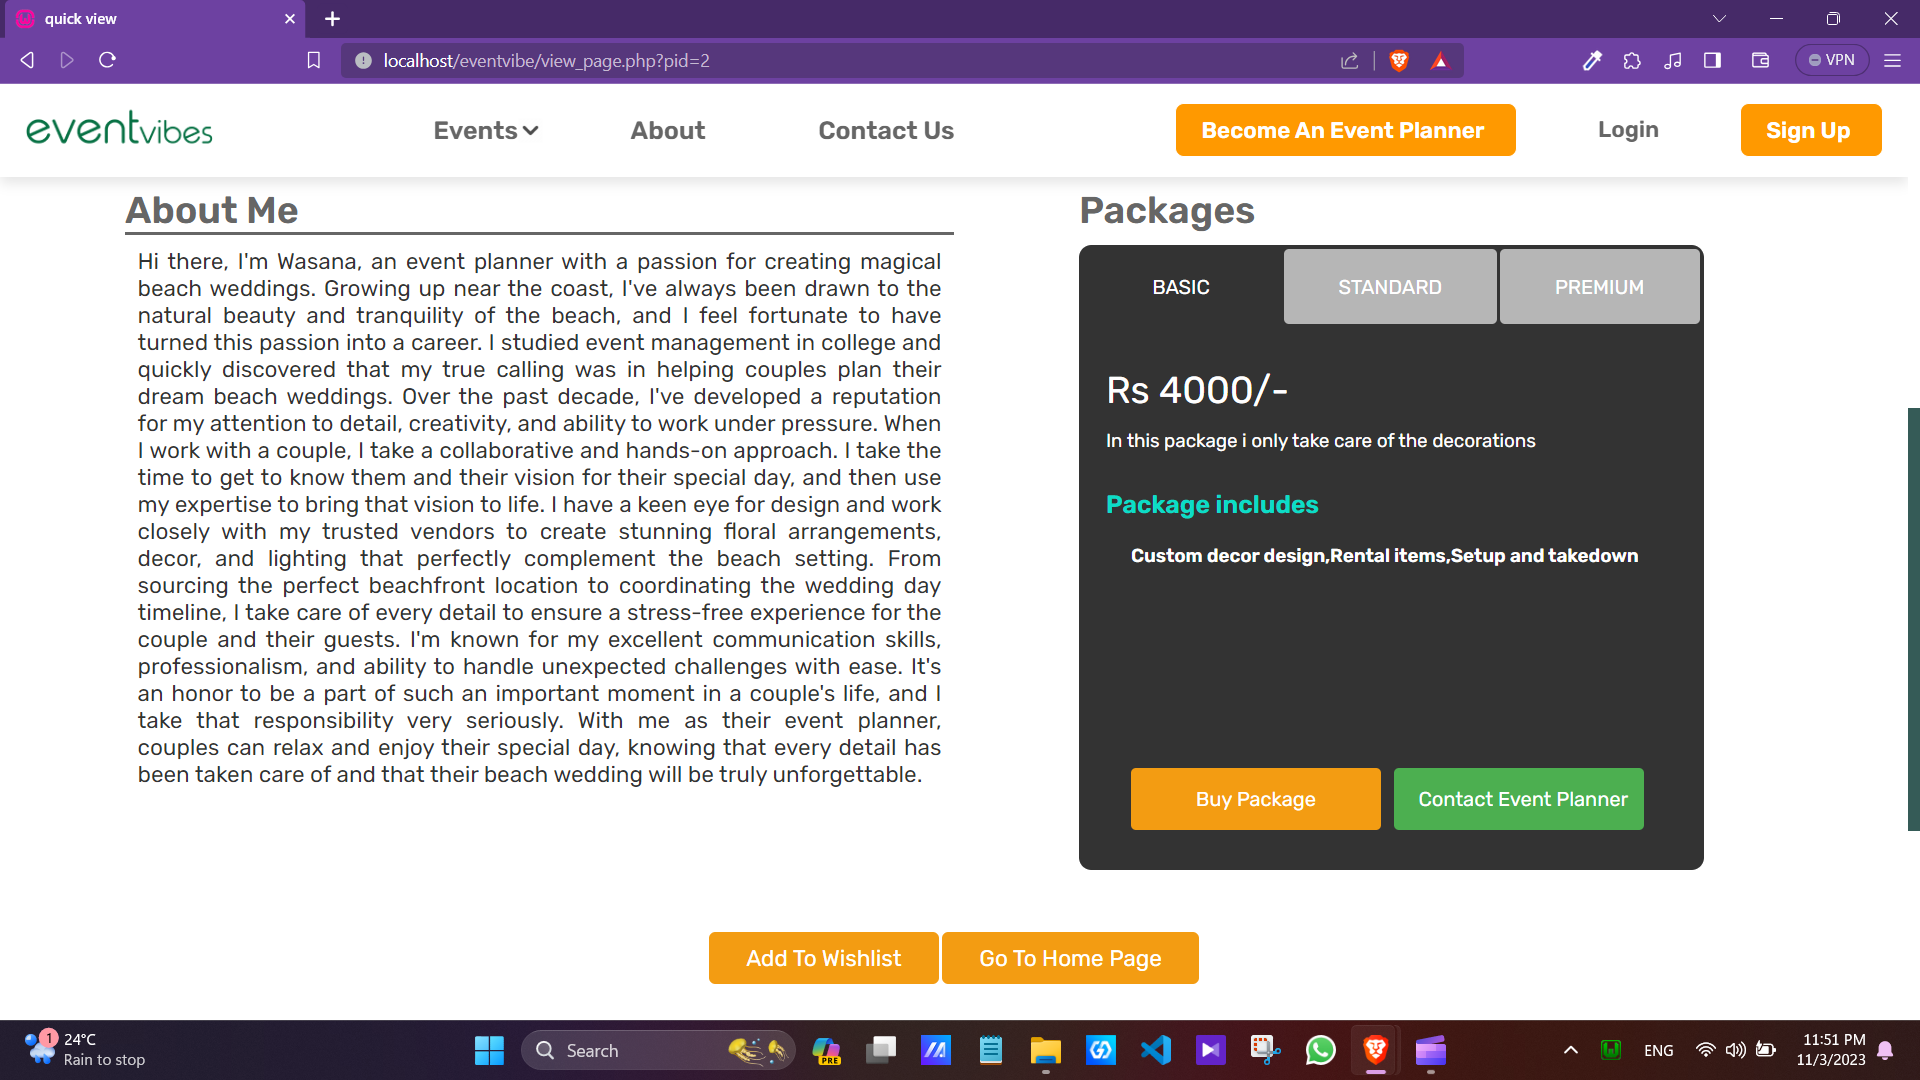 quick view
localhost/eventvibe/view_page.php?pid=2
VPN
eventvibes
Events
About
Contact Us
Become An Event Planner
Login
Sign Up
About Me
Hi there, I'm Wasana, an event planner with a passion for creating magical
beach weddings. Growing up near the coast, I've always been drawn to the
natural beauty and tranquility of the beach, and I feel fortunate to have
turned this passion into a career. I studied event management in college and
quickly discovered that my true calling was in helping couples plan their
dream beach weddings. Over the past decade, I've developed a reputation
for my attention to detail, creativity, and ability to work under pressure. When
I work with a couple, I take a collaborative and hands-on approach. I take the
time to get to know them and their vision for their special day, and then use
my expertise to bring that vision to life. I have a keen eye for design and work
closely with my trusted vendors to create stunning floral arrangements,
decor, and lighting that perfectly complement the beach setting. From
sourcing the perfect beachfront location to coordinating the wedding day
timeline, I take care of every detail to ensure a stress-free experience for the
couple and their guests. I'm known for my excellent communication skills,
professionalism, and ability to handle unexpected challenges with ease. It's
an honor to be a part of such an important moment in a couple's life, and I
take that responsibility very seriously. With me as their event planner,
couples can relax and enjoy their special day, knowing that every detail has
been taken care of and that their beach wedding will be truly unforgettable.
Packages
BASIC
STANDARD
PREMIUM
Rs 4000/-
In this package i only take care of the decorations
Package includes
Custom decor design,Rental items,Setup and takedown
Buy Package
Contact Event Planner
Add To Wishlist
Go To Home Page
1
24°C
Rain to stop
Search
PRE
ENG
11:51 PM
11/3/2023